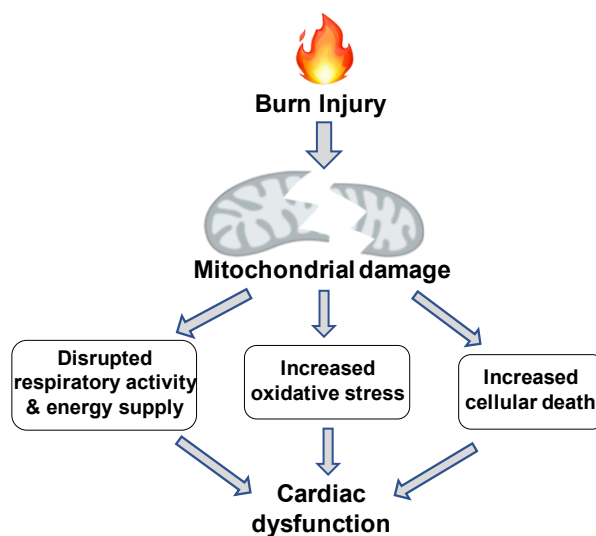 Burn Injury
Mitochondrial damage
Disrupted
respiratory activity
& energy supply
Increased
oxidative stress
Increased
cellular death
Cardiac
dysfunction